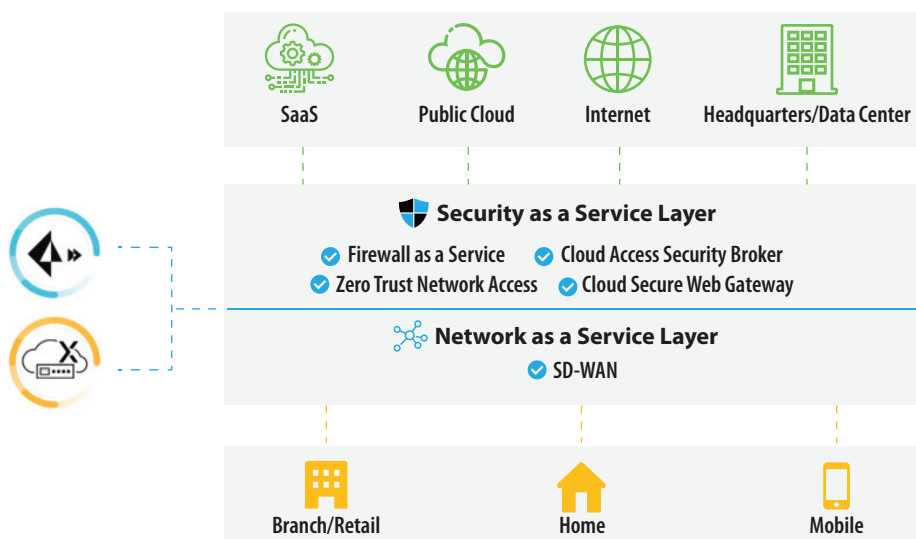 SaaS
Public Cloud
Internet
Headquarters/Data Center
Security as a Service Layer
Firewall as a Service
Cloud Access Security Broker
Zero Trust Network Access
Cloud Secure Web Gateway
Network as a Service Layer
SD-WAN
X
Branch/Retail
Home
Mobile